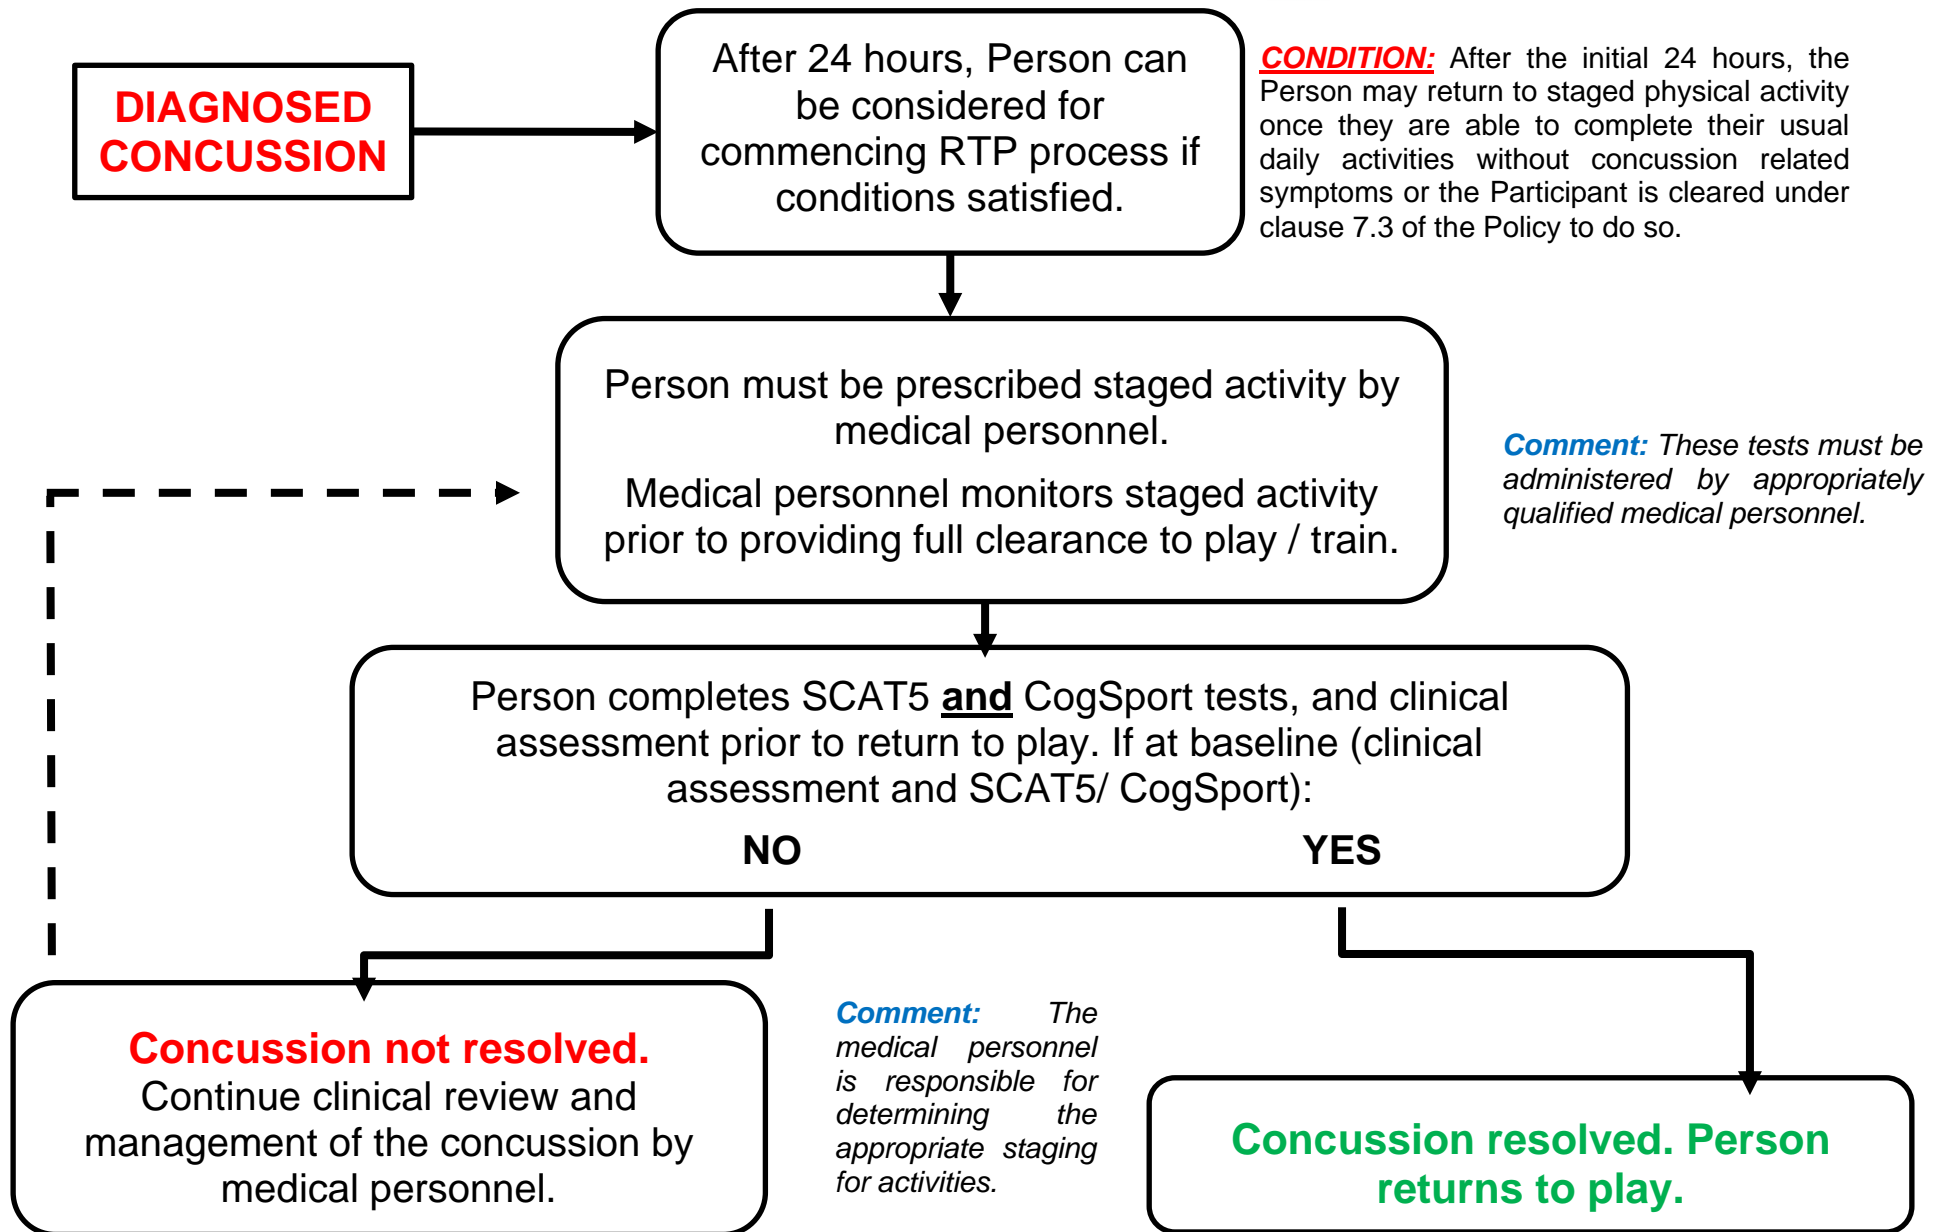 DIAGNOSED
CONCUSSION
After 24 hours, Person can
be considered for
commencing RTP process if
conditions satisfied.
CONDITION: After the initial 24 hours, the
Person may return to staged physical activity
once they are able to complete their usual
daily activities without concussion related
symptoms or the Participant is cleared under
clause 7.3 of the Policy to do so.
Person must be prescribed staged activity by
medical personnel.
Medical personnel monitors staged activity
prior to providing full clearance to play / train.
Comment: These tests must be
administered by appropriately
qualified medical personnel.
Person completes SCAT5 and CogSport tests, and clinical
assessment prior to return to play. If at baseline (clinical
assessment and SCAT5/ CogSport):
NO YES
Concussion not resolved.
Continue clinical review and
management of the concussion by
medical personnel.
Comment: The
medical personnel
is responsible for
determining the
appropriate staging
for activities.
Concussion resolved. Person
returns to play.